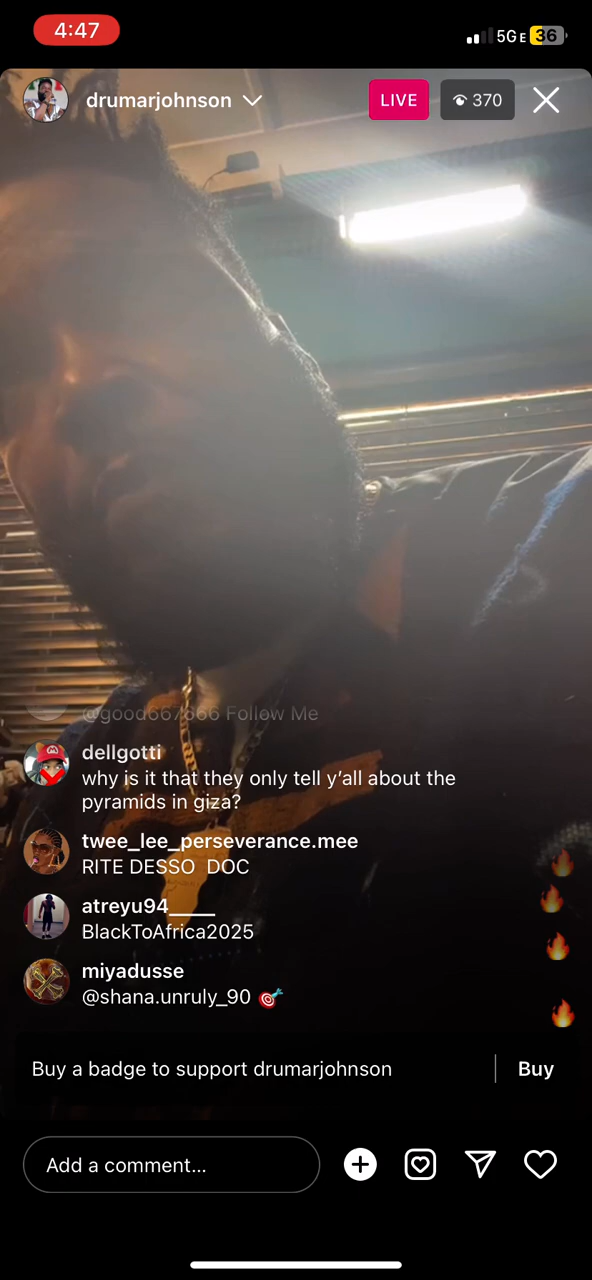 4:47
5GE 36
drumarjohnson
LIVE
370
@good667666 Follow Me
dellgotti
why is it that they only tell y’all about the
pyramids in giza?
twee_lee_perseverance.mee
RITE DESSO DOC
atreyu94____
BlackToAfrica2025
miyadusse
@shana.unruly_90 🎯
Buy a badge to support drumarjohnson
Buy
Add a comment...